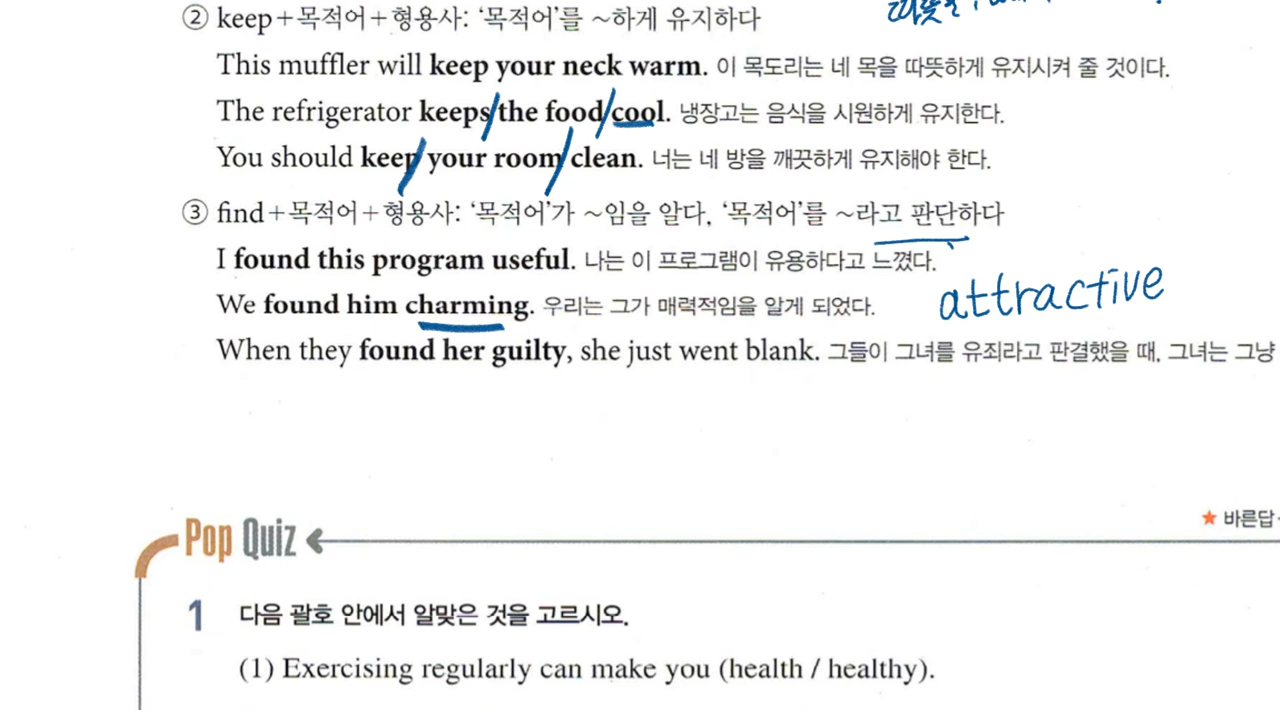 ② keep+목적어+형용사: ‘목적어’를 ~하게 유지하다
This muffler will keep your neck warm. 이 목도리는 네 목을 따뜻하게 유지시켜 줄 것이다.
The refrigerator keeps the food cool. 냉장고는 음식을 시원하게 유지한다.
You should keep your room clean. 너는 네 방을 깨끗하게 유지해야 한다.
③ find+목적어+형용사: ‘목적어’가 ~임을 알다, ‘목적어’를 ~라고 판단하다
I found this program useful. 나는 이 프로그램이 유용하다고 느꼈다.
We found him charming. 우리는 그가 매력적임을 알게 되었다.
attractive
When they found her guilty, she just went blank. 그들이 그녀를 유죄라고 판결했을 때, 그녀는 그냥
Pop Quiz
★ 바른답
1 다음 괄호 안에서 알맞은 것을 고르시오.
(1) Exercising regularly can make you (health / healthy).